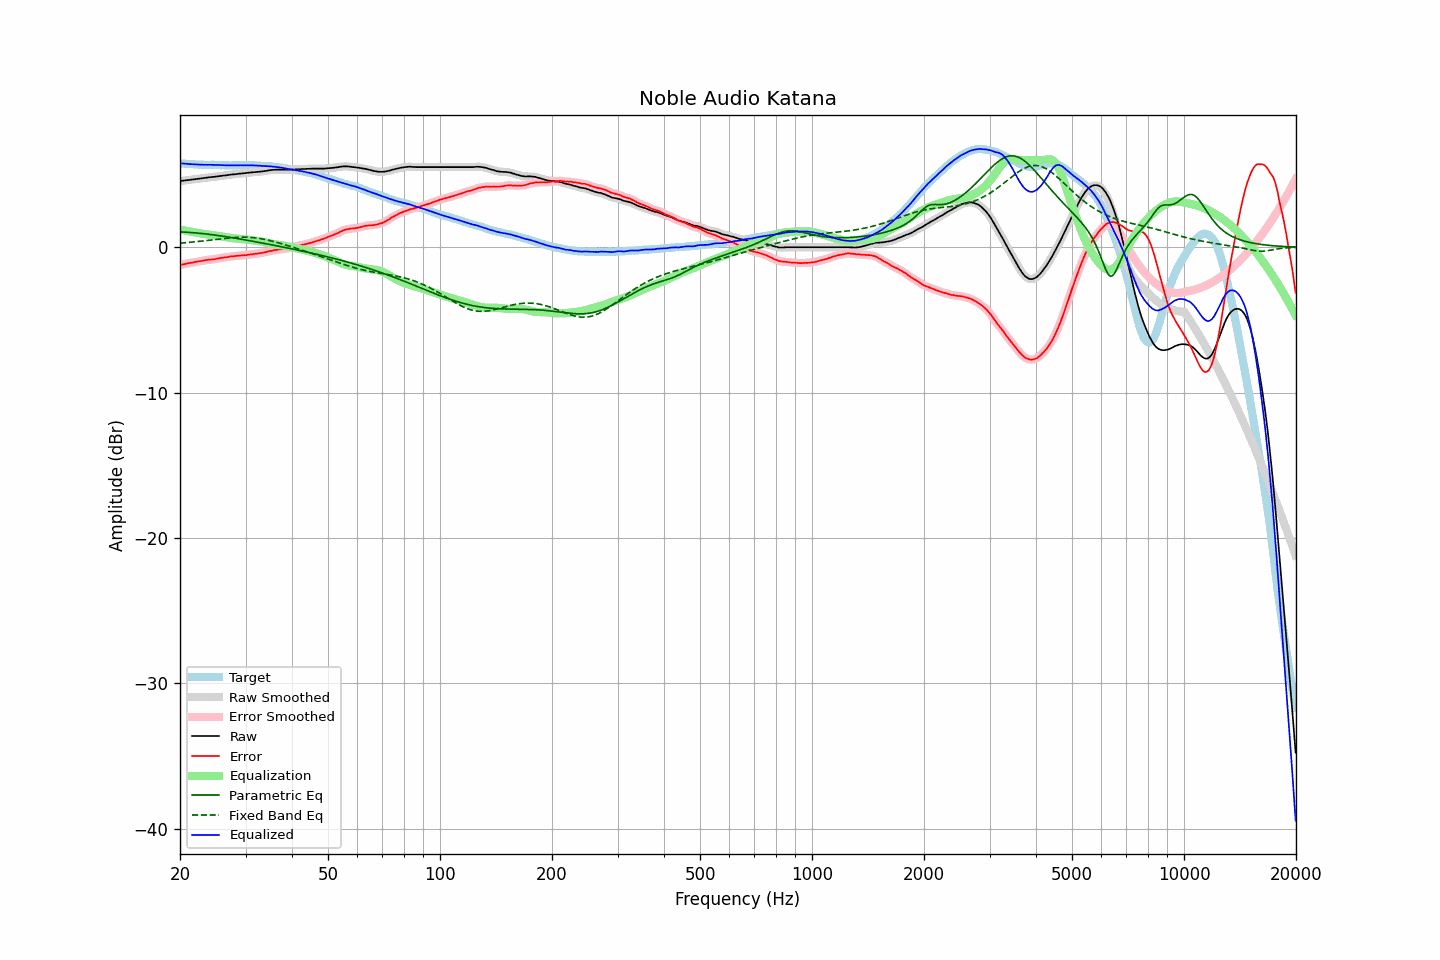 Noble Audio Katana
Amplitude (dBr)
0
−10
−20
−30
−40
Target
Raw Smoothed
Error Smoothed
Raw
Error
Equalization
Parametric Eq
Fixed Band Eq
Equalized
20 50 100 200 500 1000 2000 5000 10000 20000
Frequency (Hz)